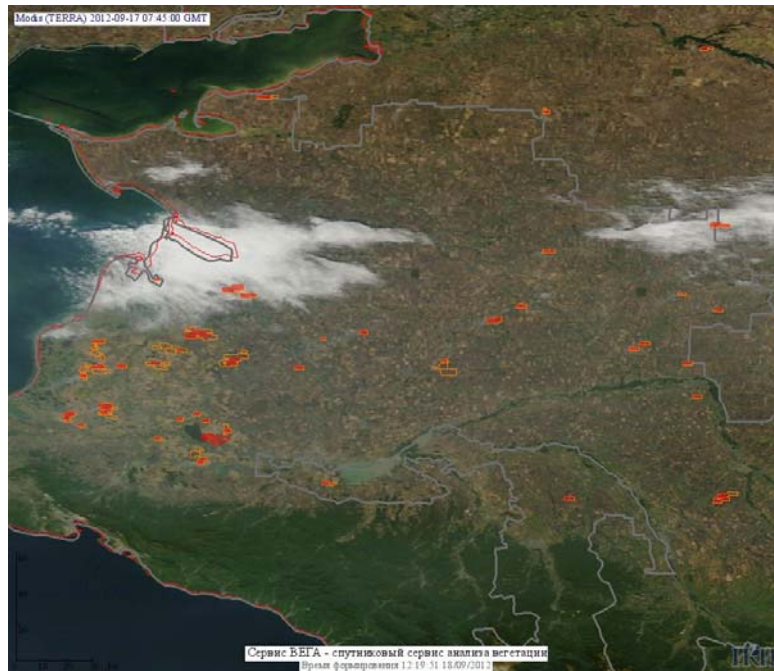 Modis (TERRA) 2012-09-17 07:45:00 GMT
Сервис ВЕГА - спутниковый сервис анализа вегетации
Время формирования 12:19:51 18/09/2012
ИКИ